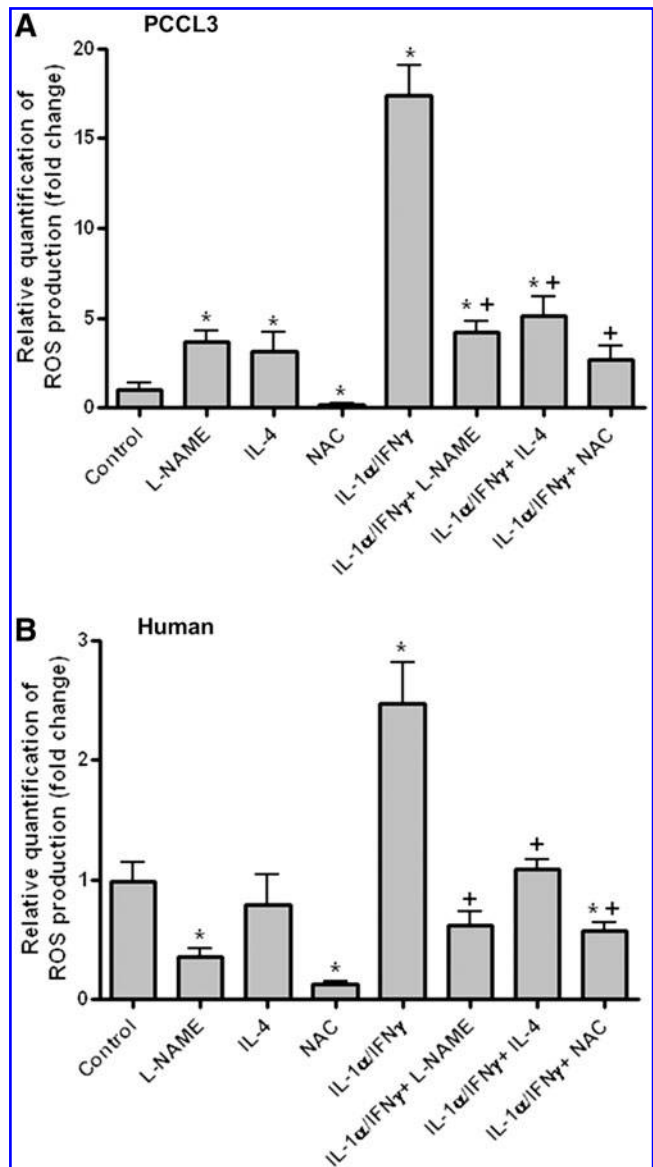 A
PCCL3
Relative quantification of
ROS production (fold change)
20
15
10
5
0
*
*
*
*
* +
* +
+
Control
L-NAME
IL-4
NAC
IL-1α/IFNγ
IL-1α/IFNγ+ L-NAME
IL-1α/IFNγ+ IL-4
IL-1α/IFNγ+ NAC
B
Human
Relative quantification of
ROS production (fold change)
3
2
1
0
*
*
*
+
+
* +
Control
L-NAME
IL-4
NAC
IL-1α/IFNγ
IL-1α/IFNγ+ L-NAME
IL-1α/IFNγ+ IL-4
IL-1α/IFNγ+ NAC